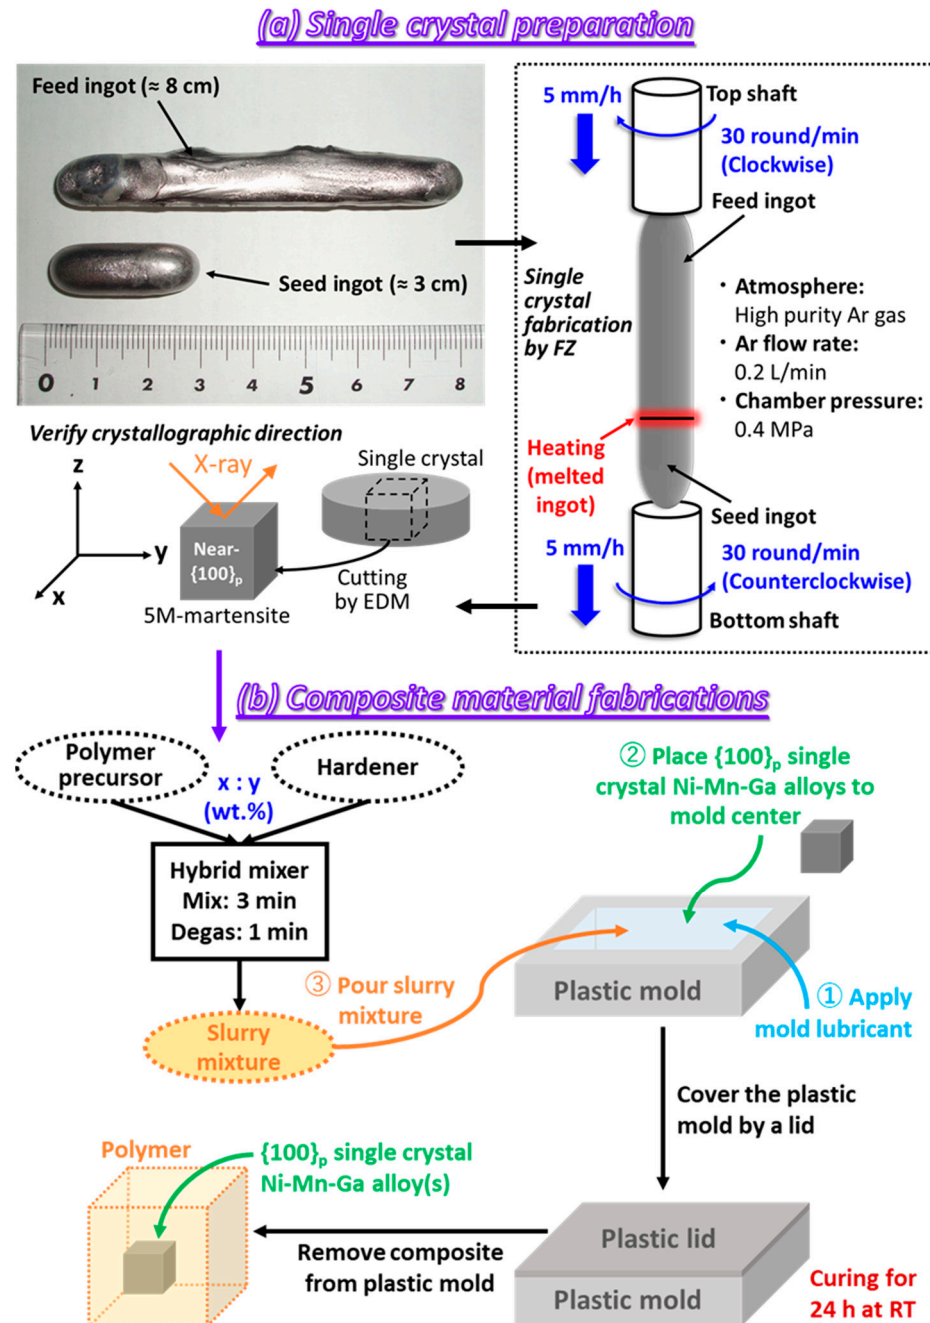 (a) Single crystal preparation
Feed ingot (≈ 8 cm)
Seed ingot (≈ 3 cm)
0 1 2 3 4 5 6 7 8
5 mm/h
Top shaft
30 round/min
(Clockwise)
Feed ingot
Single
crystal
fabrication
by FZ
・Atmosphere:
High purity Ar gas
・Ar flow rate:
0.2 L/min
・Chamber pressure:
0.4 MPa
Heating
(melted
ingot)
Seed ingot
5 mm/h
30 round/min
(Counterclockwise)
Bottom shaft
Verify crystallographic direction
z
y
x
X-ray
Single crystal
Near-
{100}ₚ
5M-martensite
Cutting
by EDM
(b) Composite material fabrications
Polymer
precursor
x : y
(wt.%)
Hardener
Hybrid mixer
Mix: 3 min
Degas: 1 min
Slurry
mixture
③ Pour slurry
mixture
② Place {100}ₚ single
crystal Ni-Mn-Ga alloys to
mold center
Plastic mold
① Apply
mold lubricant
Cover the plastic
mold by a lid
Plastic lid
Plastic mold
Curing for
24 h at RT
Remove composite
from plastic mold
Polymer
{100}ₚ single crystal
Ni-Mn-Ga alloy(s)